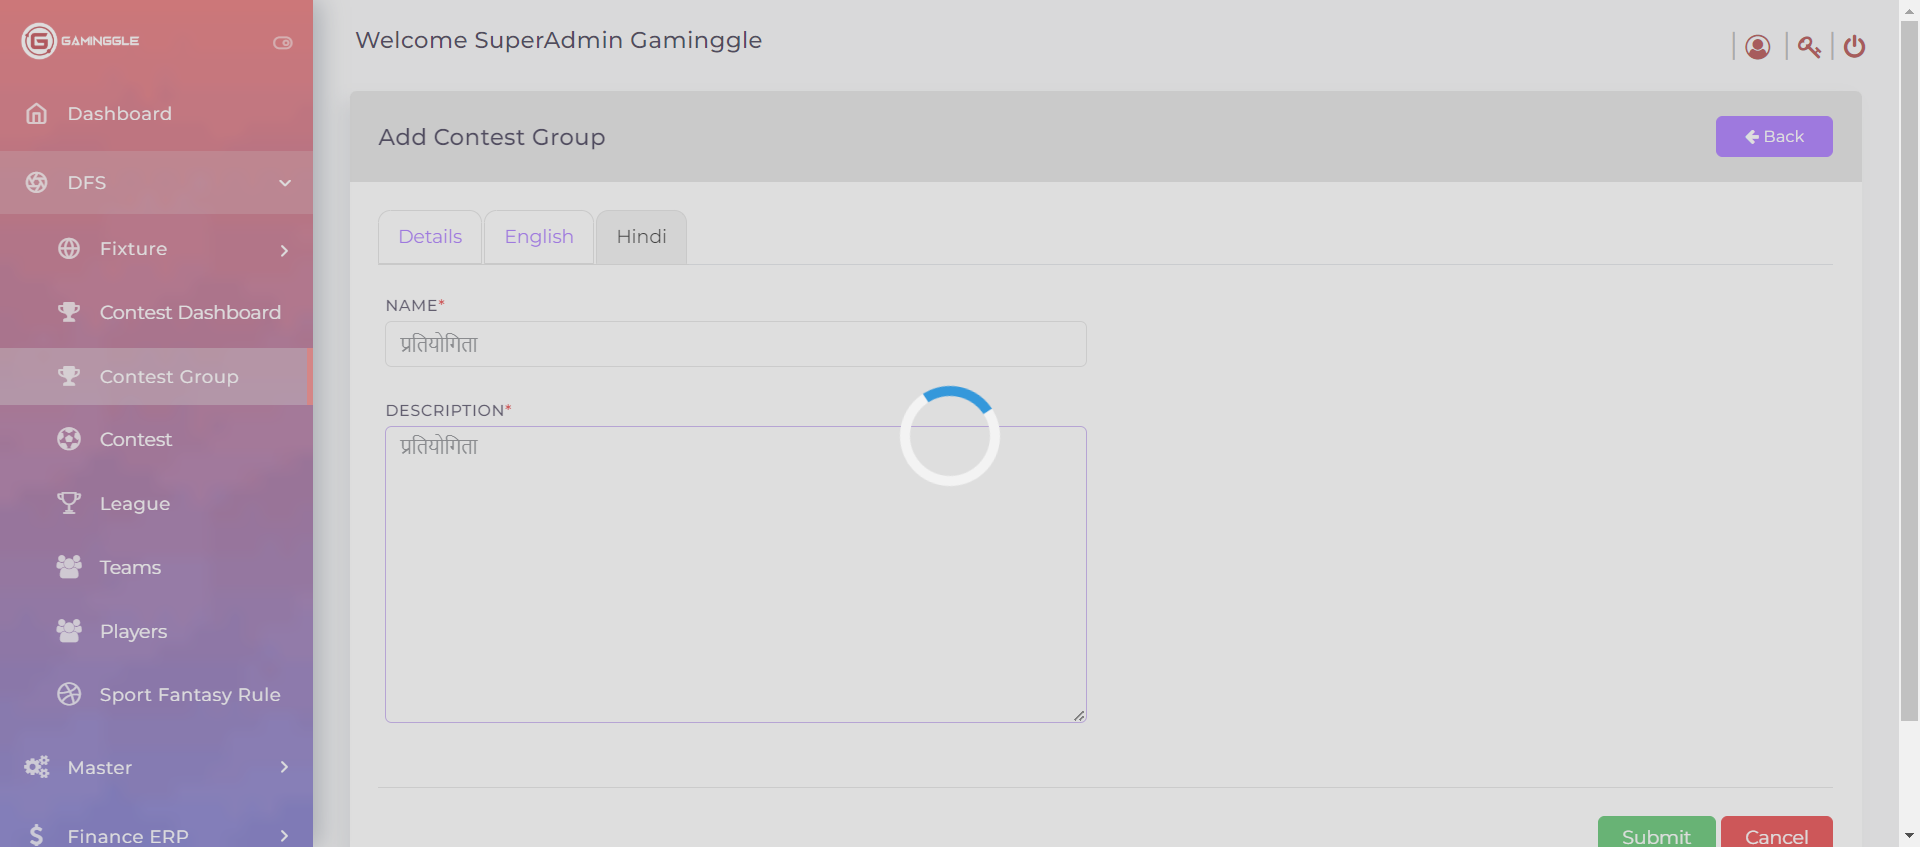 GAMINGGLE
Welcome SuperAdmin Gaminggle
Dashboard
DFS
Fixture
Contest Dashboard
Contest Group
Contest
League
Teams
Players
Sport Fantasy Rule
Master
Finance ERP
Add Contest Group
Back
Details
English
Hindi
NAME*
प्रतियोगिता
DESCRIPTION*
प्रतियोगिता
Submit
Cancel